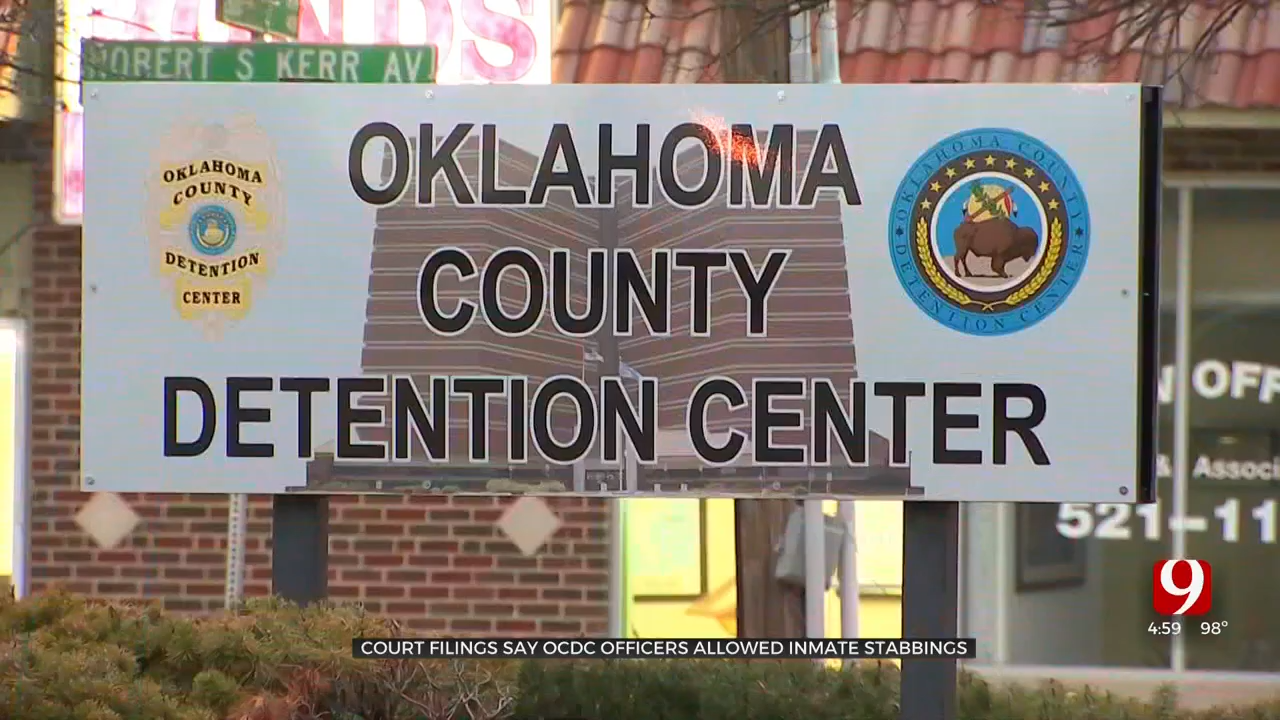 ROBERT S KERR AV
OKLAHOMA
COUNTY
DETENTION
CENTER
OKLAHOMA
COUNTY
DETENTION CENTER
OKLAHOMA COUNTY
DETENTION CENTER
OFF
& Associ
521-11
9
4:59 98°
COURT FILINGS SAY OCDC OFFICERS ALLOWED INMATE STABBINGS